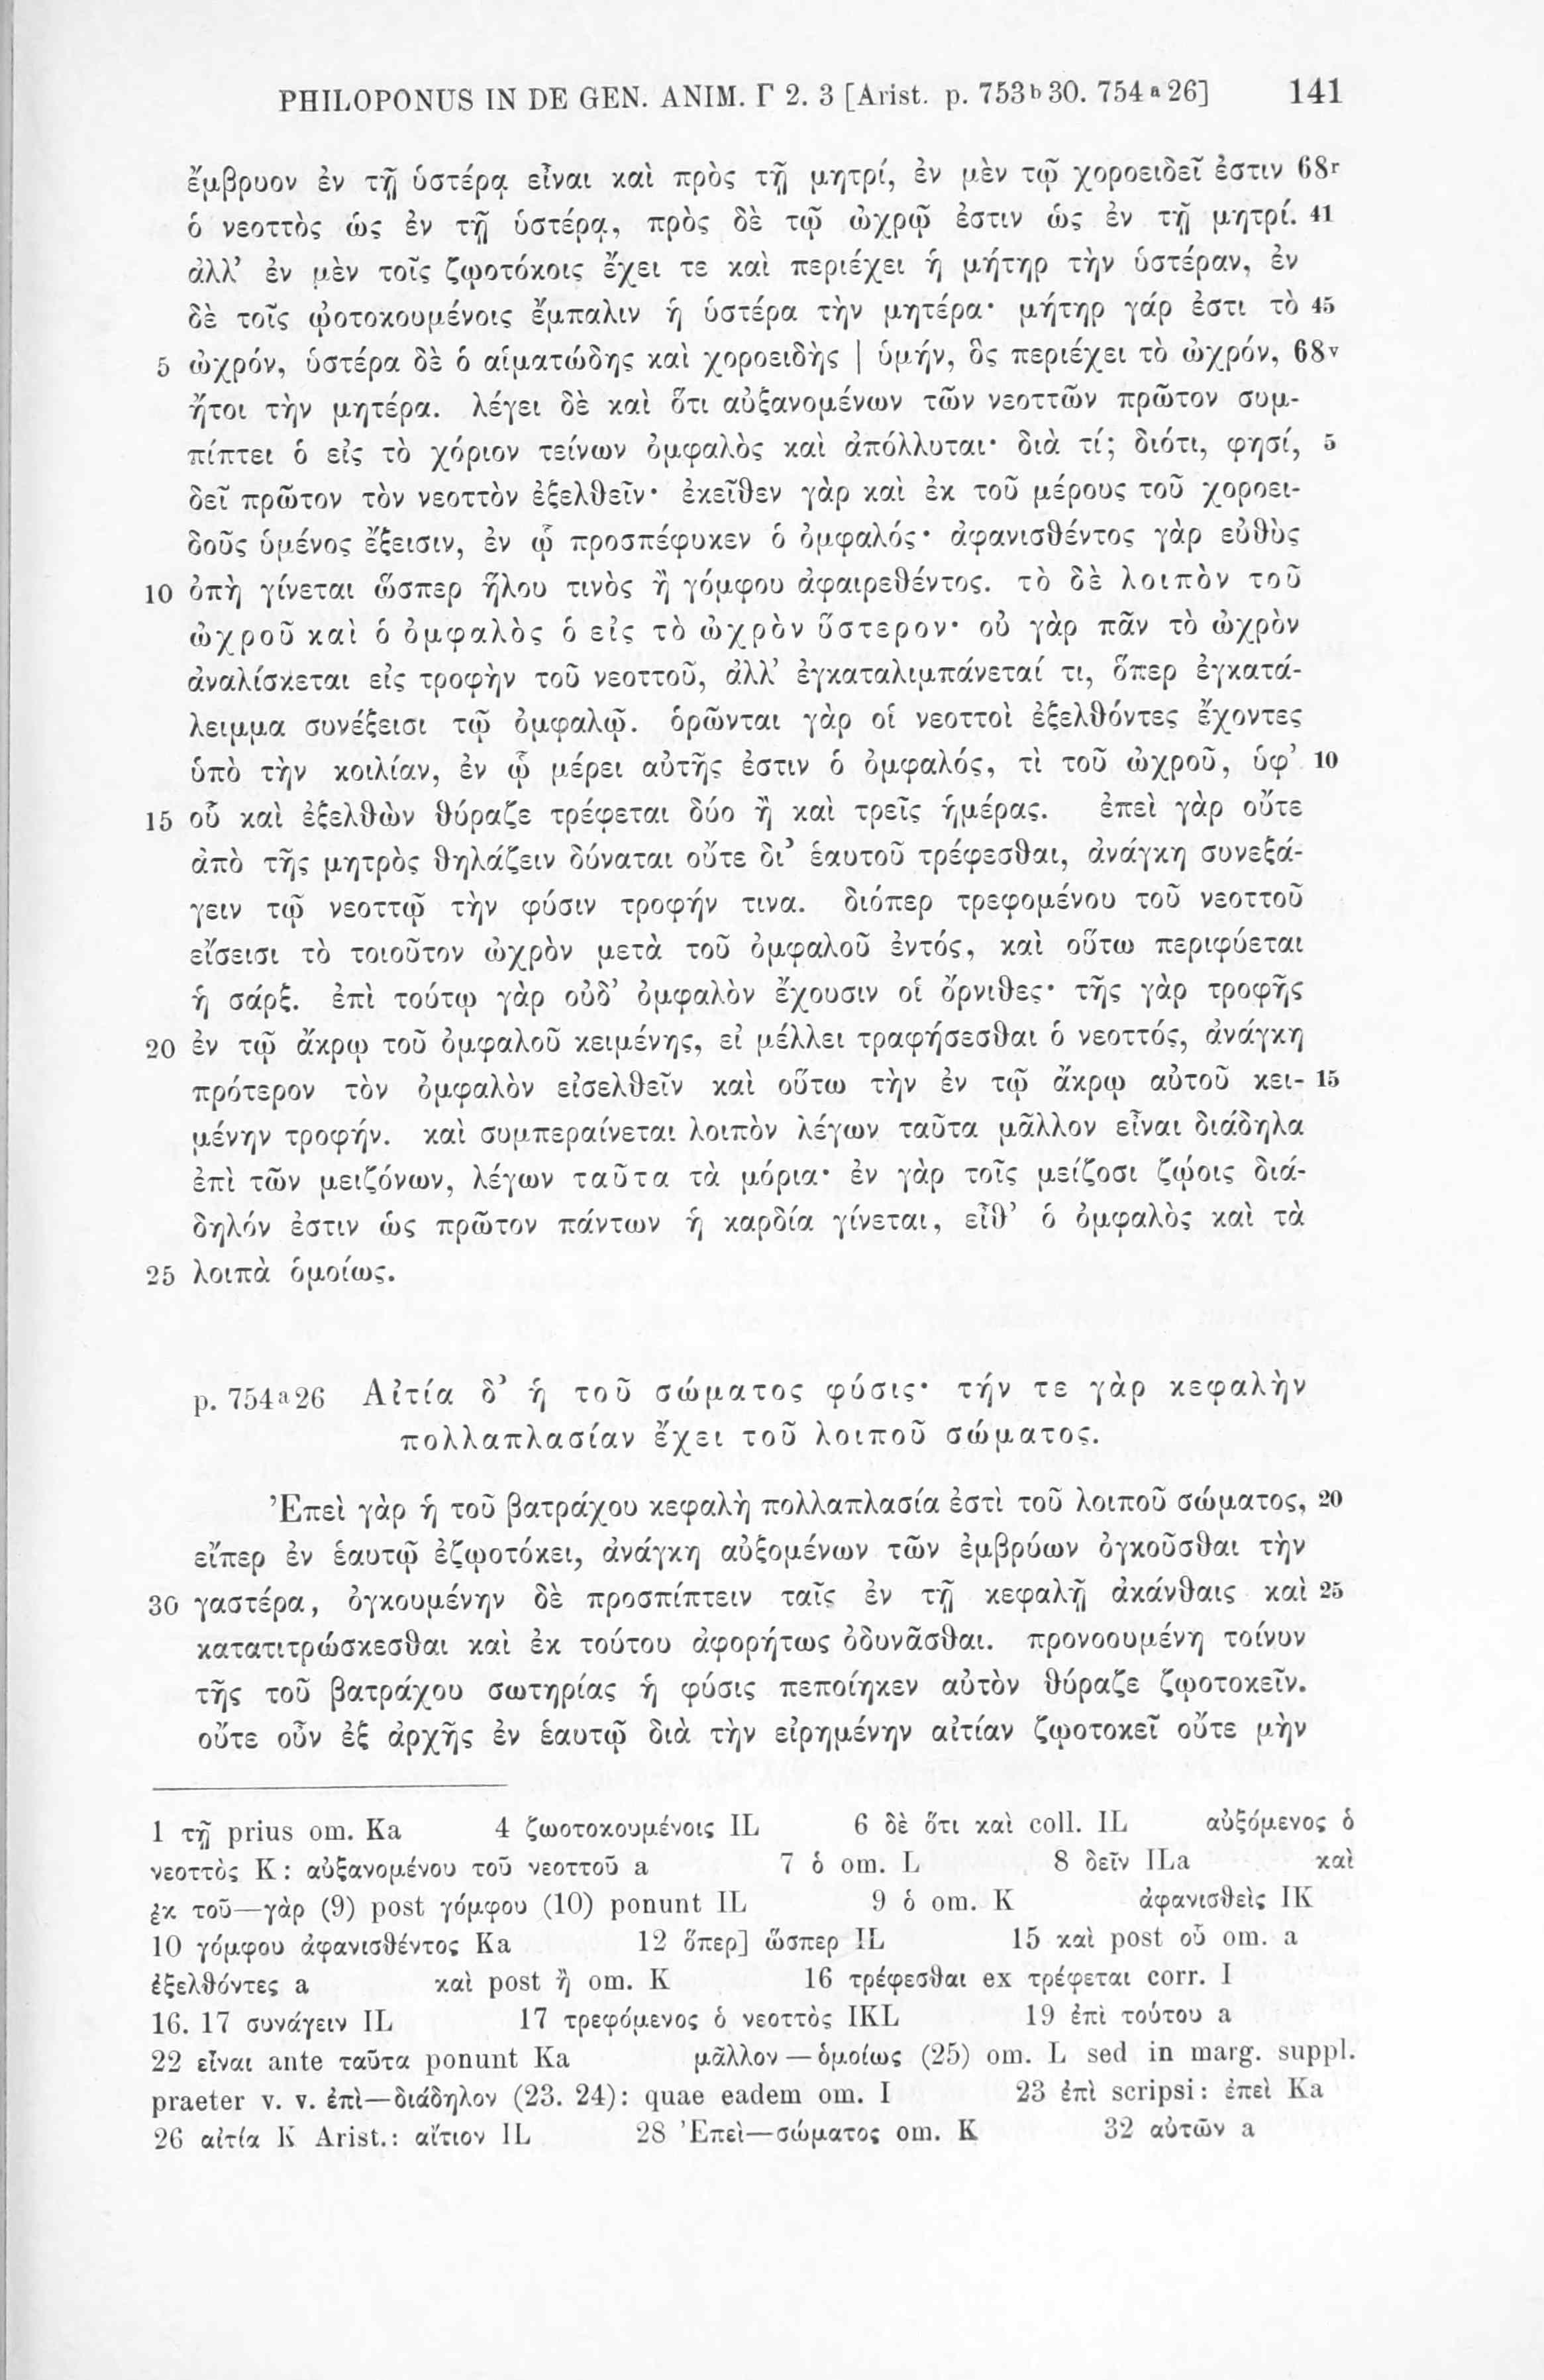 PHILOPONUS IN DE GEN. ANIM. Γ 2. 3 [Arist. p. 753b30. 754a26] 141
ἔμβρυον ἐν τῇ ὑστέρᾳ εἶναι καὶ πρὸς τῇ μητρί, ἐν μὲν τῷ χοροειδεῖ ἐστιν 68r
ὁ νεοττὸς ὡς ἐν τῇ ὑστέρᾳ, πρὸς δὲ τῷ ὠχρῷ ἐστιν ὡς ἐν τῇ μητρί. 41
ἀλλ’ ἐν μὲν τοῖς ζῳοτόκοις ἔχει τε καὶ περιέχει ἡ μήτηρ τὴν ὑστέραν, ἐν
δὲ τοῖς ᾠοτοκουμένοις ἔμπαλιν ἡ ὑστέρα τὴν μητέρα· μήτηρ γάρ ἐστι τὸ 45
5 ὠχρόν, ὑστέρα δὲ ὁ αἱματώδης καὶ χοροειδὴς | ὑμήν, ὃς περιέχει τὸ ὠχρόν, 68v
ἤτοι τὴν μητέρα. λέγει δὲ καὶ ὅτι αὐξανομένων τῶν νεοττῶν πρῶτον συμ-
πίπτει ὁ εἰς τὸ χόριον τείνων ὀμφαλὸς καὶ ἀπόλλυται· διὰ τί; διότι, φησί, 5
δεῖ πρῶτον τὸν νεοττὸν ἐξελθεῖν· ἐκεῖθεν γὰρ καὶ ἐκ τοῦ μέρους τοῦ χοροει-
δοῦς ὑμένος ἔξεισιν, ἐν ᾧ προσπέφυκεν ὁ ὀμφαλός· ἀφανισθέντος γὰρ εὐθὺς
10 ὀπὴ γίνεται ὥσπερ ἥλου τινὸς ἢ γόμφου ἀφαιρεθέντος. τὸ δὲ λοιπὸν τοῦ
ὠχροῦ καὶ ὁ ὀμφαλὸς ὁ εἰς τὸ ὠχρὸν ὕστερον· οὐ γὰρ πᾶν τὸ ὠχρὸν
ἀναλίσκεται εἰς τροφὴν τοῦ νεοττοῦ, ἀλλ’ ἐγκαταλιμπάνεταί τι, ὅπερ ἐγκατά-
λειμμα συνέξεισι τῷ ὀμφαλῷ. ὁρῶνται γὰρ οἱ νεοττοὶ ἐξελθόντες ἔχοντες
ὑπὸ τὴν κοιλίαν, ἐν ᾧ μέρει αὐτῆς ἐστιν ὁ ὀμφαλός, τὶ τοῦ ὠχροῦ, ὑφ’ 10
15 οὗ καὶ ἐξελθὼν θύραζε τρέφεται δύο ἢ καὶ τρεῖς ἡμέρας. ἐπεὶ γὰρ οὔτε
ἀπὸ τῆς μητρὸς θηλάζειν δύναται οὔτε δι’ ἑαυτοῦ τρέφεσθαι, ἀνάγκη συνεξά-
γειν τῷ νεοττῷ τὴν φύσιν τροφήν τινα. διόπερ τρεφομένου τοῦ νεοττοῦ
εἴσεισι τὸ τοιοῦτον ὠχρὸν μετὰ τοῦ ὀμφαλοῦ ἐντός, καὶ οὕτω περιφύεται
ἡ σάρξ. ἐπὶ τούτῳ γὰρ οὐδ’ ὀμφαλὸν ἔχουσιν οἱ ὄρνιθες· τῆς γὰρ τροφῆς
20 ἐν τῷ ἄκρῳ τοῦ ὀμφαλοῦ κειμένης, εἰ μέλλει τραφήσεσθαι ὁ νεοττός, ἀνάγκη
πρότερον τὸν ὀμφαλὸν εἰσελθεῖν καὶ οὕτω τὴν ἐν τῷ ἄκρῳ αὐτοῦ κει- 15
μένην τροφήν. καὶ συμπεραίνεται λοιπὸν λέγων ταῦτα μᾶλλον εἶναι διάδηλα
ἐπὶ τῶν μειζόνων, λέγων ταῦτα τὰ μόρια· ἐν γὰρ τοῖς μείζοσι ζῴοις διά-
δηλόν ἐστιν ὡς πρῶτον πάντων ἡ καρδία γίνεται, εἶθ’ ὁ ὀμφαλὸς καὶ τὰ
25 λοιπὰ ὁμοίως.
p. 754a26 Αἰτία δ’ ἡ τοῦ σώματος φύσις· τήν τε γὰρ κεφαλὴν
πολλαπλασίαν ἔχει τοῦ λοιποῦ σώματος.
Ἐπεὶ γὰρ ἡ τοῦ βατράχου κεφαλὴ πολλαπλασία ἐστὶ τοῦ λοιποῦ σώματος, 20
εἴπερ ἐν ἑαυτῷ ἐζῳοτόκει, ἀνάγκη αὐξομένων τῶν ἐμβρύων ὀγκοῦσθαι τὴν
30 γαστέρα, ὀγκουμένην δὲ προσπίπτειν ταῖς ἐν τῇ κεφαλῇ ἀκάνθαις καὶ 25
κατατιτρώσκεσθαι καὶ ἐκ τούτου ἀφορήτως ὀδυνᾶσθαι. προνοουμένη τοίνυν
τῆς τοῦ βατράχου σωτηρίας ἡ φύσις πεποίηκεν αὐτὸν θύραζε ζῳοτοκεῖν.
οὔτε οὖν ἐξ ἀρχῆς ἐν ἑαυτῷ διὰ τὴν εἰρημένην αἰτίαν ζῳοτοκεῖ οὔτε μὴν
1 τῇ prius om. Ka 4 ζωοτοκουμένοις IL 6 δὲ ὅτι καὶ coll. IL αὐξόμενος ὁ
νεοττὸς K: αὐξανομένου τοῦ νεοττοῦ a 7 ὁ om. L 8 δεῖν ILa καὶ
ἐκ τοῦ—γὰρ (9) post γόμφου (10) ponunt IL 9 ὁ om. K ἀφανισθεὶς IK
10 γόμφου ἀφανισθέντος Ka 12 ὅπερ] ὥσπερ IL 15 καὶ post οὗ om. a
ἐξελθόντες a καὶ post ἢ om. K 16 τρέφεσθαι ex τρέφεται corr. I
16. 17 συνάγειν IL 17 τρεφόμενος ὁ νεοττὸς IKL 19 ἐπὶ τούτου a
22 εἶναι ante ταῦτα ponunt Ka μᾶλλον — ὁμοίως (25) om. L sed in marg. suppl.
praeter v. v. ἐπὶ—διάδηλον (23. 24): quae eadem om. I 23 ἐπὶ scripsi: ἐπεὶ Ka
26 αἰτία K Arist.: αἴτιον IL 28 Ἐπεὶ—σώματος om. K 32 αὐτῶν a